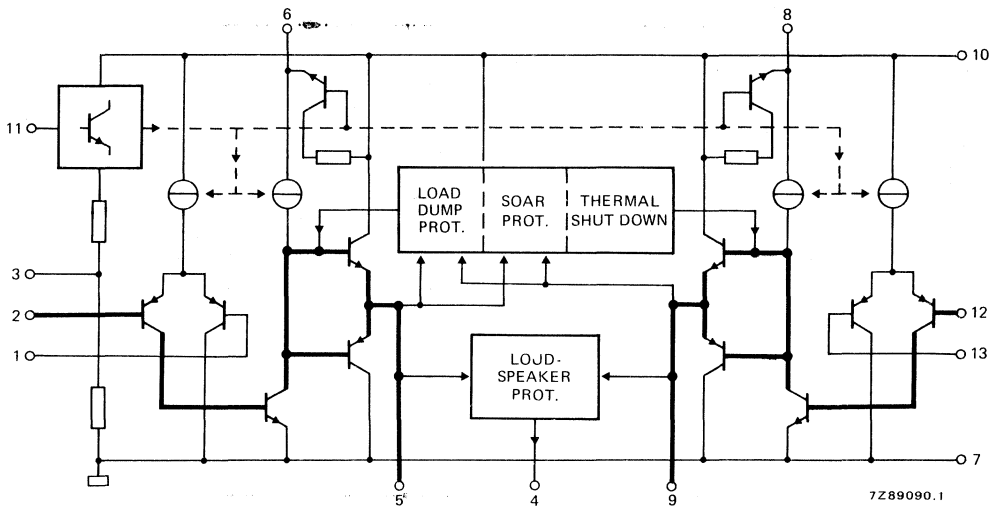 6
8
10
11
LOAD
DUMP
PROT.
SOAR
PROT.
THERMAL
SHUT DOWN
3
2
12
1
13
LOJD-
SPEAKER
PROT.
7
5
4
9
7Z89090.1